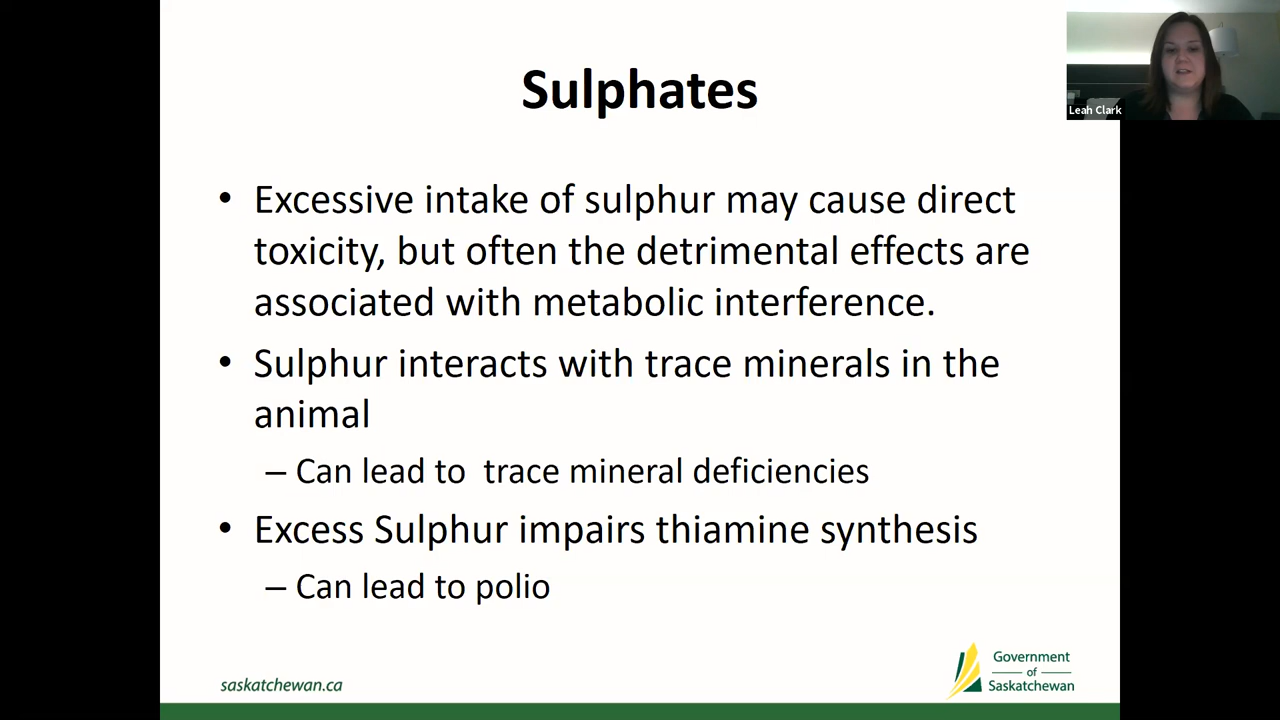 Sulphates
Leah Clark
• Excessive intake of sulphur may cause direct
toxicity, but often the detrimental effects are
associated with metabolic interference.
• Sulphur interacts with trace minerals in the
animal
– Can lead to  trace mineral deficiencies
• Excess Sulphur impairs thiamine synthesis
– Can lead to polio
saskatchewan.ca
Government
of
Saskatchewan